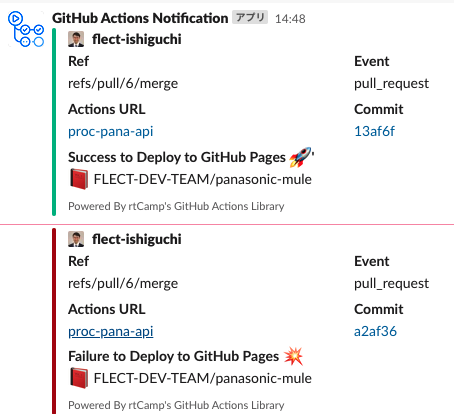 GitHub Actions Notification アプリ 14:48
flect-ishiguchi
Ref Event
refs/pull/6/merge pull_request
Actions URL Commit
proc-pana-api 13af6f
Success to Deploy to GitHub Pages 🚀'
📕 FLECT-DEV-TEAM/panasonic-mule
Powered By rtCamp's GitHub Actions Library
flect-ishiguchi
Ref Event
refs/pull/6/merge pull_request
Actions URL Commit
proc-pana-api a2af36
Failure to Deploy to GitHub Pages 💥
📕 FLECT-DEV-TEAM/panasonic-mule
Powered By rtCamp's GitHub Actions Library